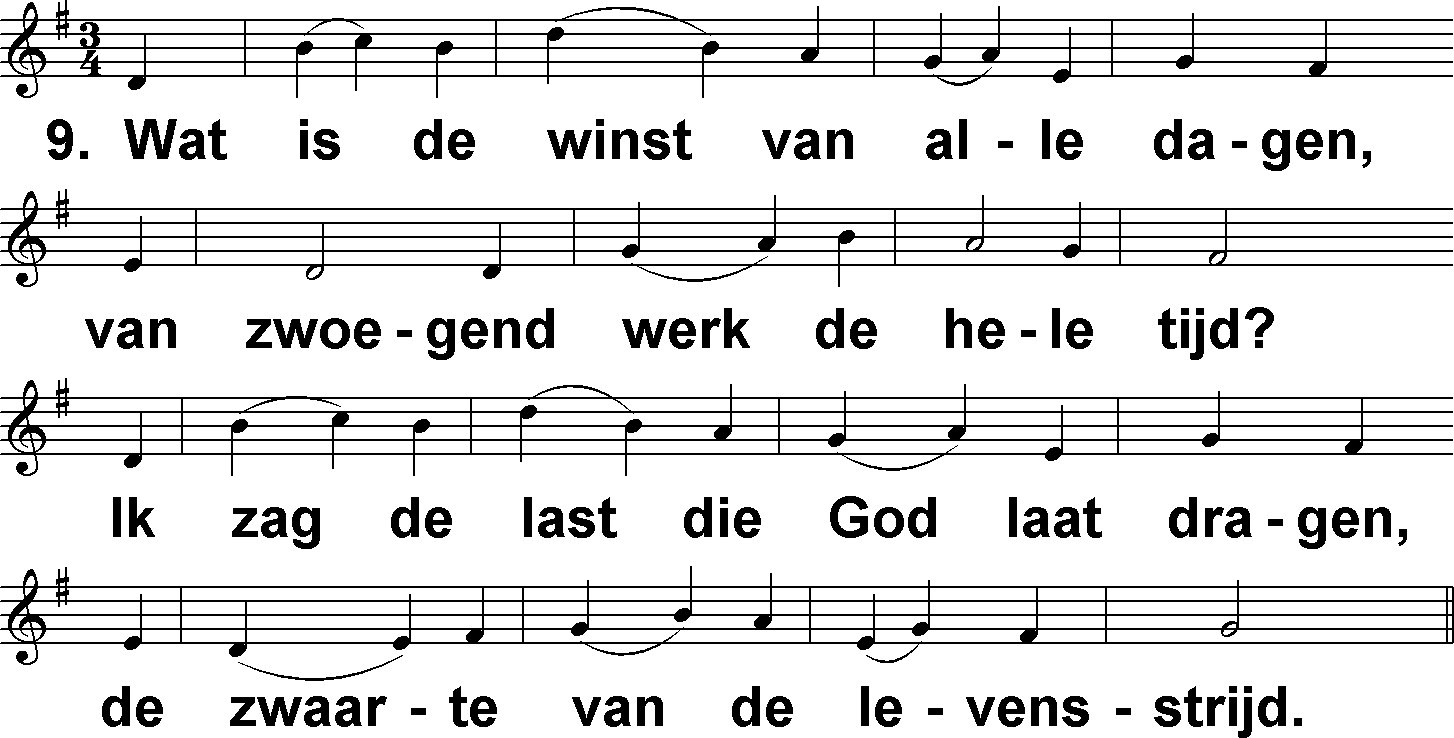 9. Wat is de winst van al - le da - gen,
van zwoe - gend werk de he - le tijd?
Ik zag de last die God laat dra - gen,
de zwaar - te van de le - vens - strijd.